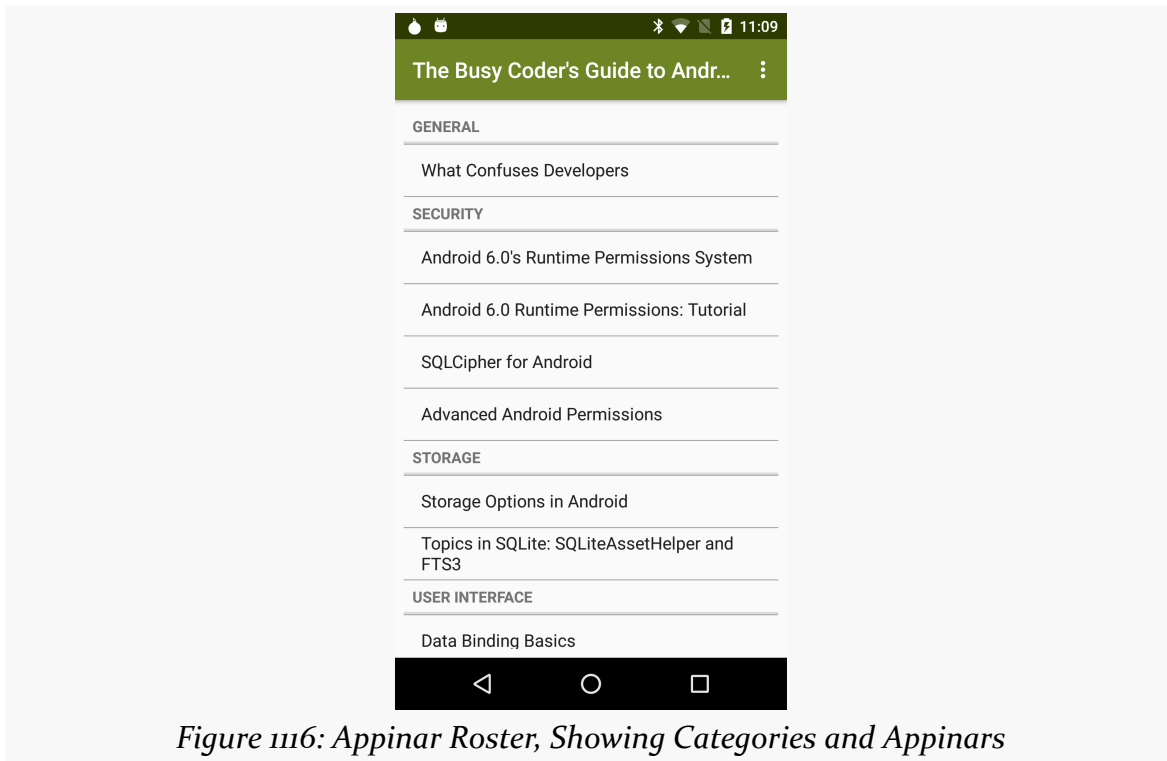 11:09
The Busy Coder's Guide to Andr...
GENERAL
What Confuses Developers
SECURITY
Android 6.0's Runtime Permissions System
Android 6.0 Runtime Permissions: Tutorial
SQLCipher for Android
Advanced Android Permissions
STORAGE
Storage Options in Android
Topics in SQLite: SQLiteAssetHelper and
FTS3
USER INTERFACE
Data Binding Basics
Figure 1116: Appinar Roster, Showing Categories and Appinars